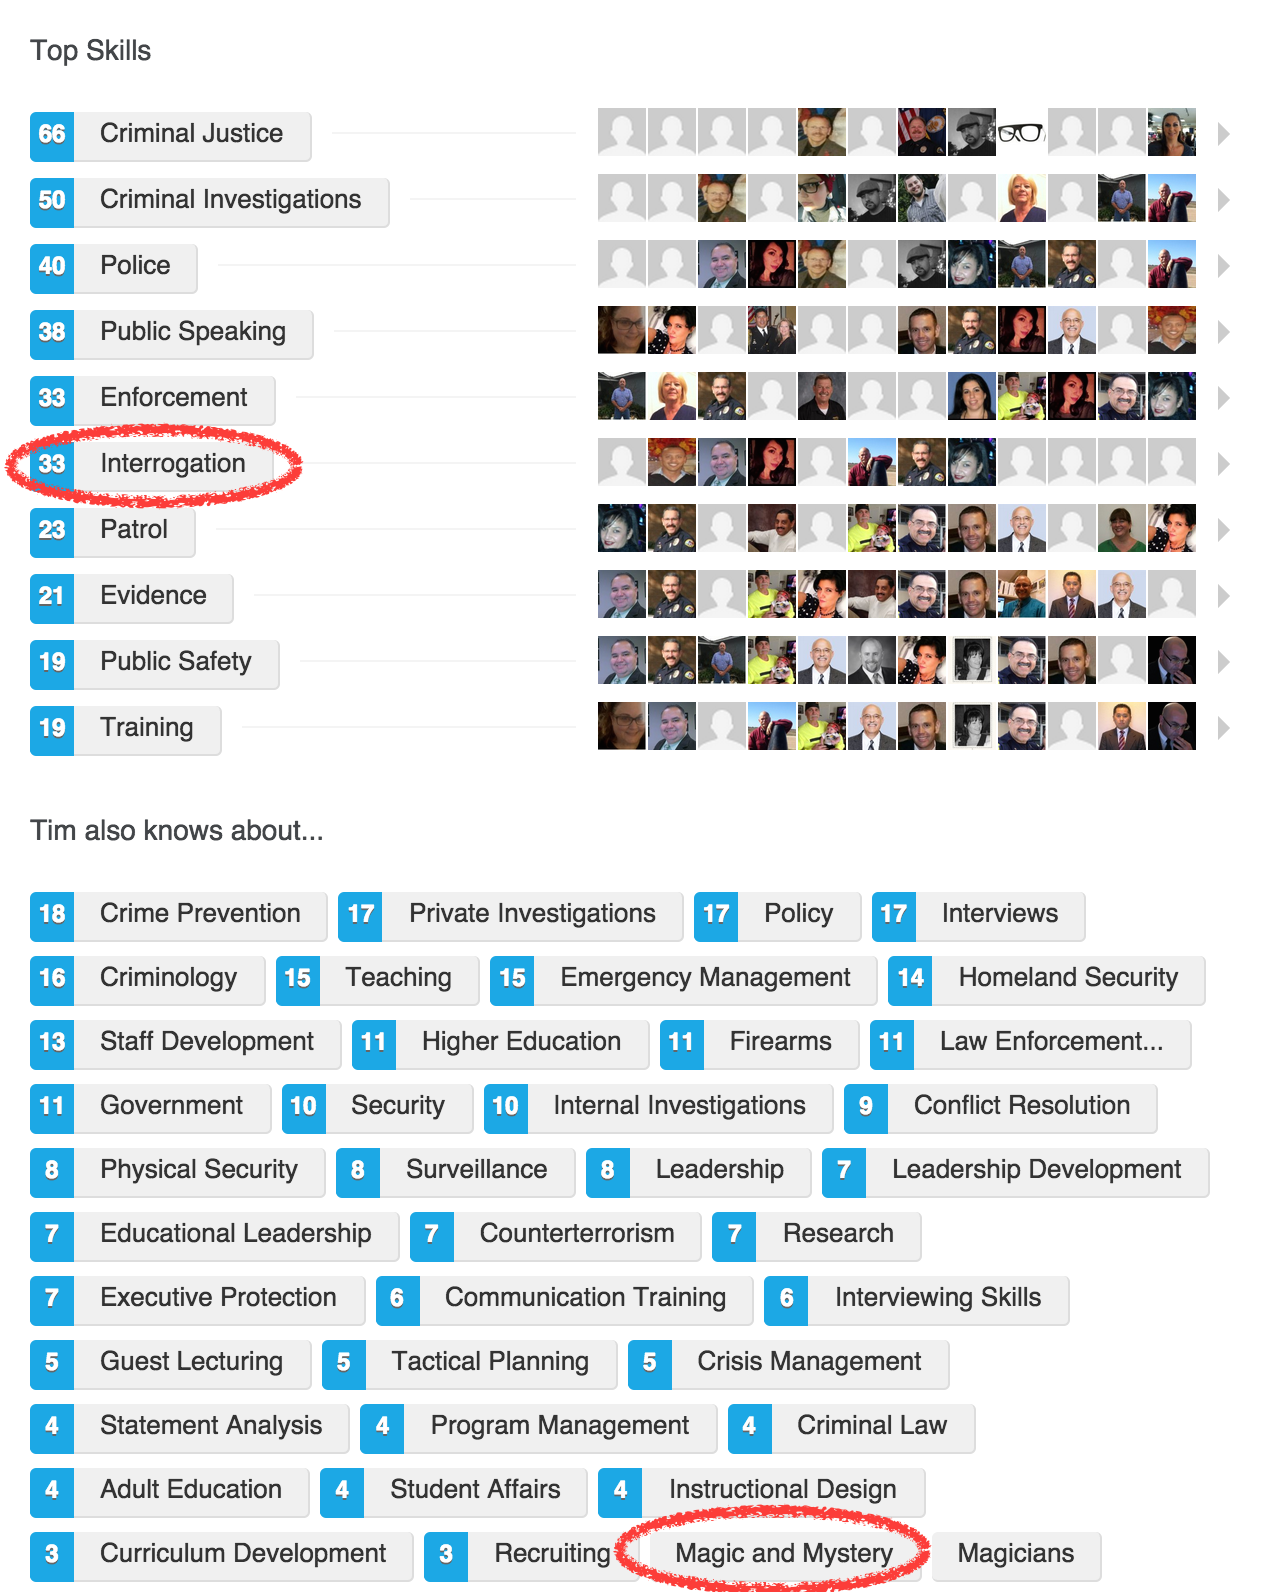 Top Skills
66 Criminal Justice
50 Criminal Investigations
40 Police
38 Public Speaking
33 Enforcement
33 Interrogation
23 Patrol
21 Evidence
19 Public Safety
19 Training
Tim also knows about...
18 Crime Prevention 17 Private Investigations 17 Policy 17 Interviews
16 Criminology 15 Teaching 15 Emergency Management 14 Homeland Security
13 Staff Development 11 Higher Education 11 Firearms 11 Law Enforcement...
11 Government 10 Security 10 Internal Investigations 9 Conflict Resolution
8 Physical Security 8 Surveillance 8 Leadership 7 Leadership Development
7 Educational Leadership 7 Counterterrorism 7 Research
7 Executive Protection 6 Communication Training 6 Interviewing Skills
5 Guest Lecturing 5 Tactical Planning 5 Crisis Management
4 Statement Analysis 4 Program Management 4 Criminal Law
4 Adult Education 4 Student Affairs 4 Instructional Design
3 Curriculum Development 3 Recruiting Magic and Mystery Magicians